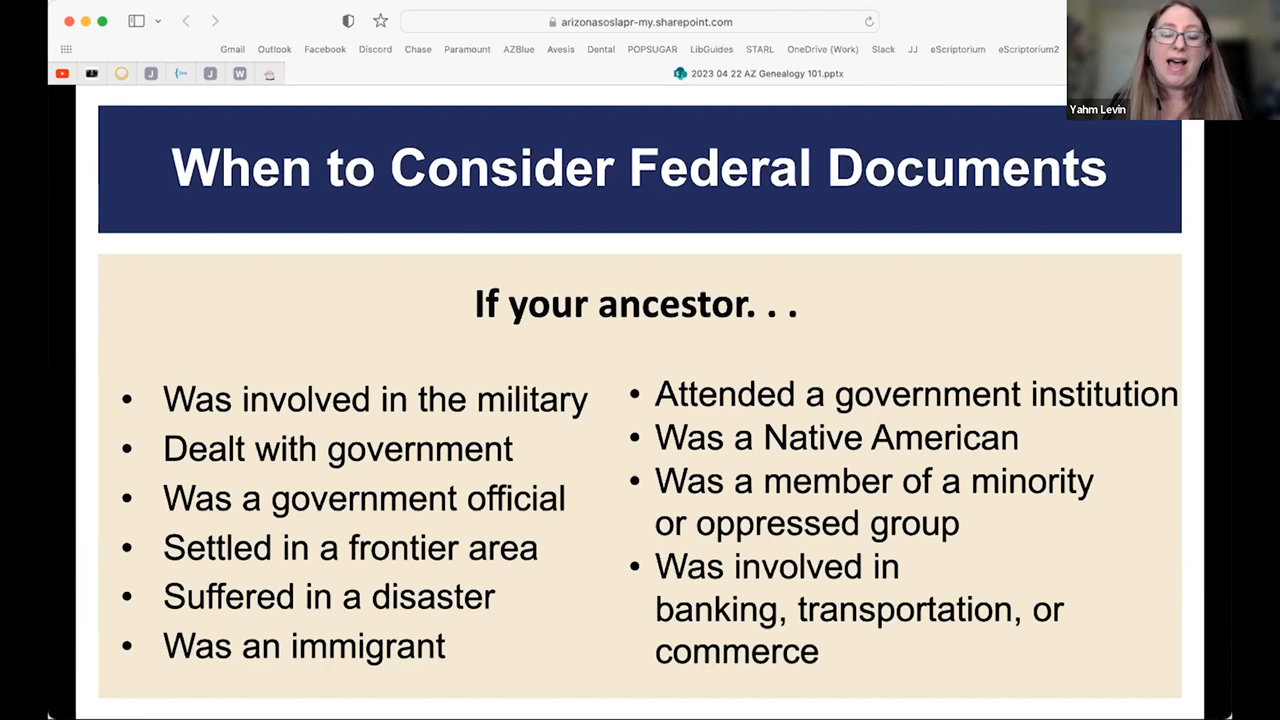 arizonasoslapr-my.sharepoint.com
Gmail Outlook Facebook Discord Chase Paramount AZBlue Avesis Dental POPSUGAR LibGuides STARL OneDrive (Work) Slack JJ eScriptorium eScriptorium2
J J W 2023 04 22 AZ Genealogy 101.pptx
Yahm Levin
When to Consider Federal Documents
If your ancestor. . .
• Was involved in the military
• Dealt with government
• Was a government official
• Settled in a frontier area
• Suffered in a disaster
• Was an immigrant
• Attended a government institution
• Was a Native American
• Was a member of a minority
or oppressed group
• Was involved in
banking, transportation, or
commerce